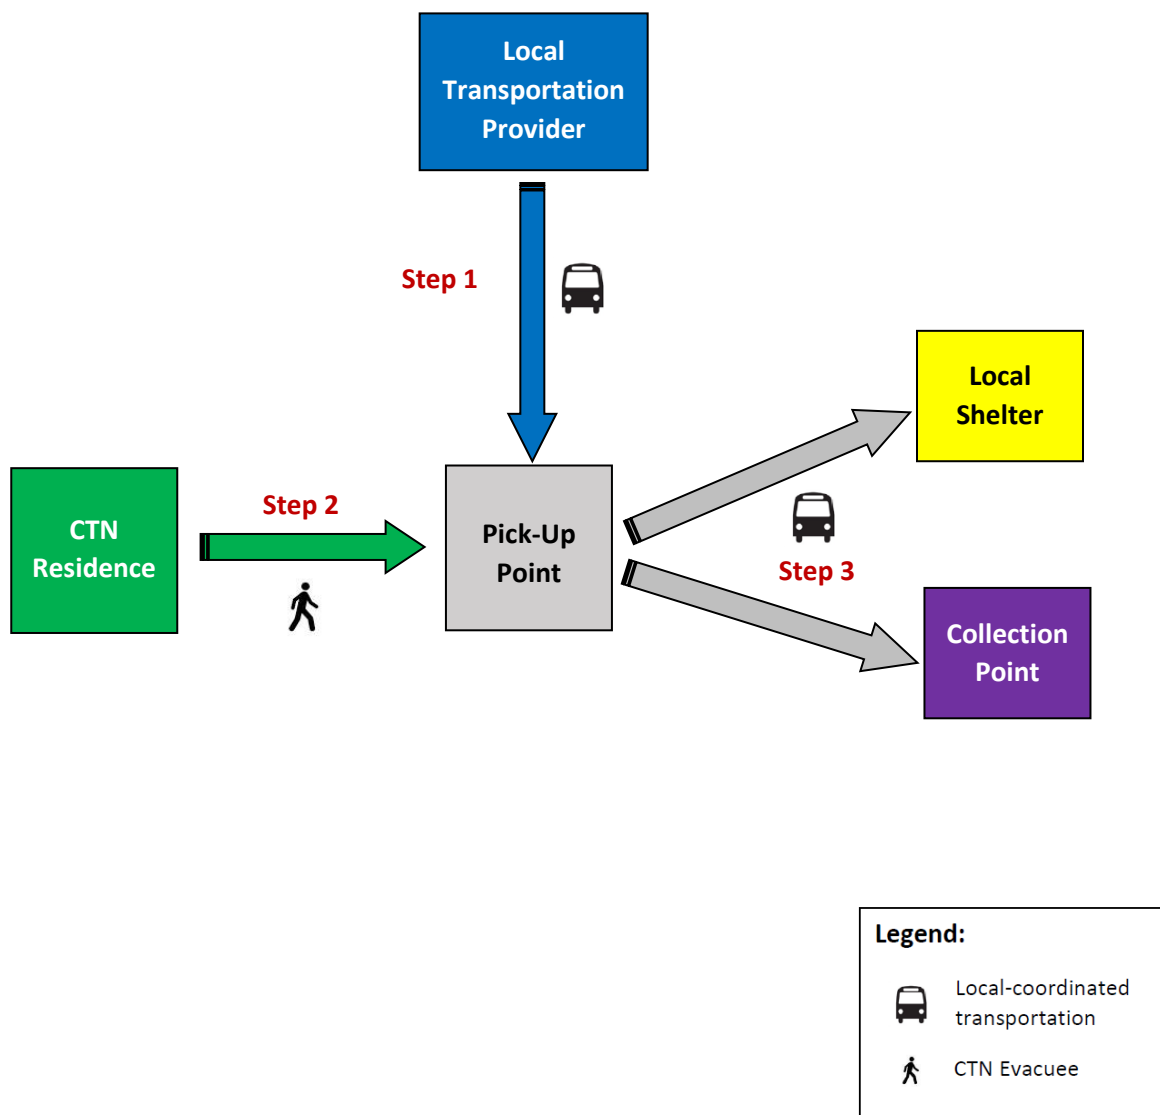 Local
Transportation
Provider
Step 1
Local
Shelter
Step 2
CTN
Residence
Pick-Up
Point
Step 3
Collection
Point
Legend:
Local-coordinated
transportation
CTN Evacuee